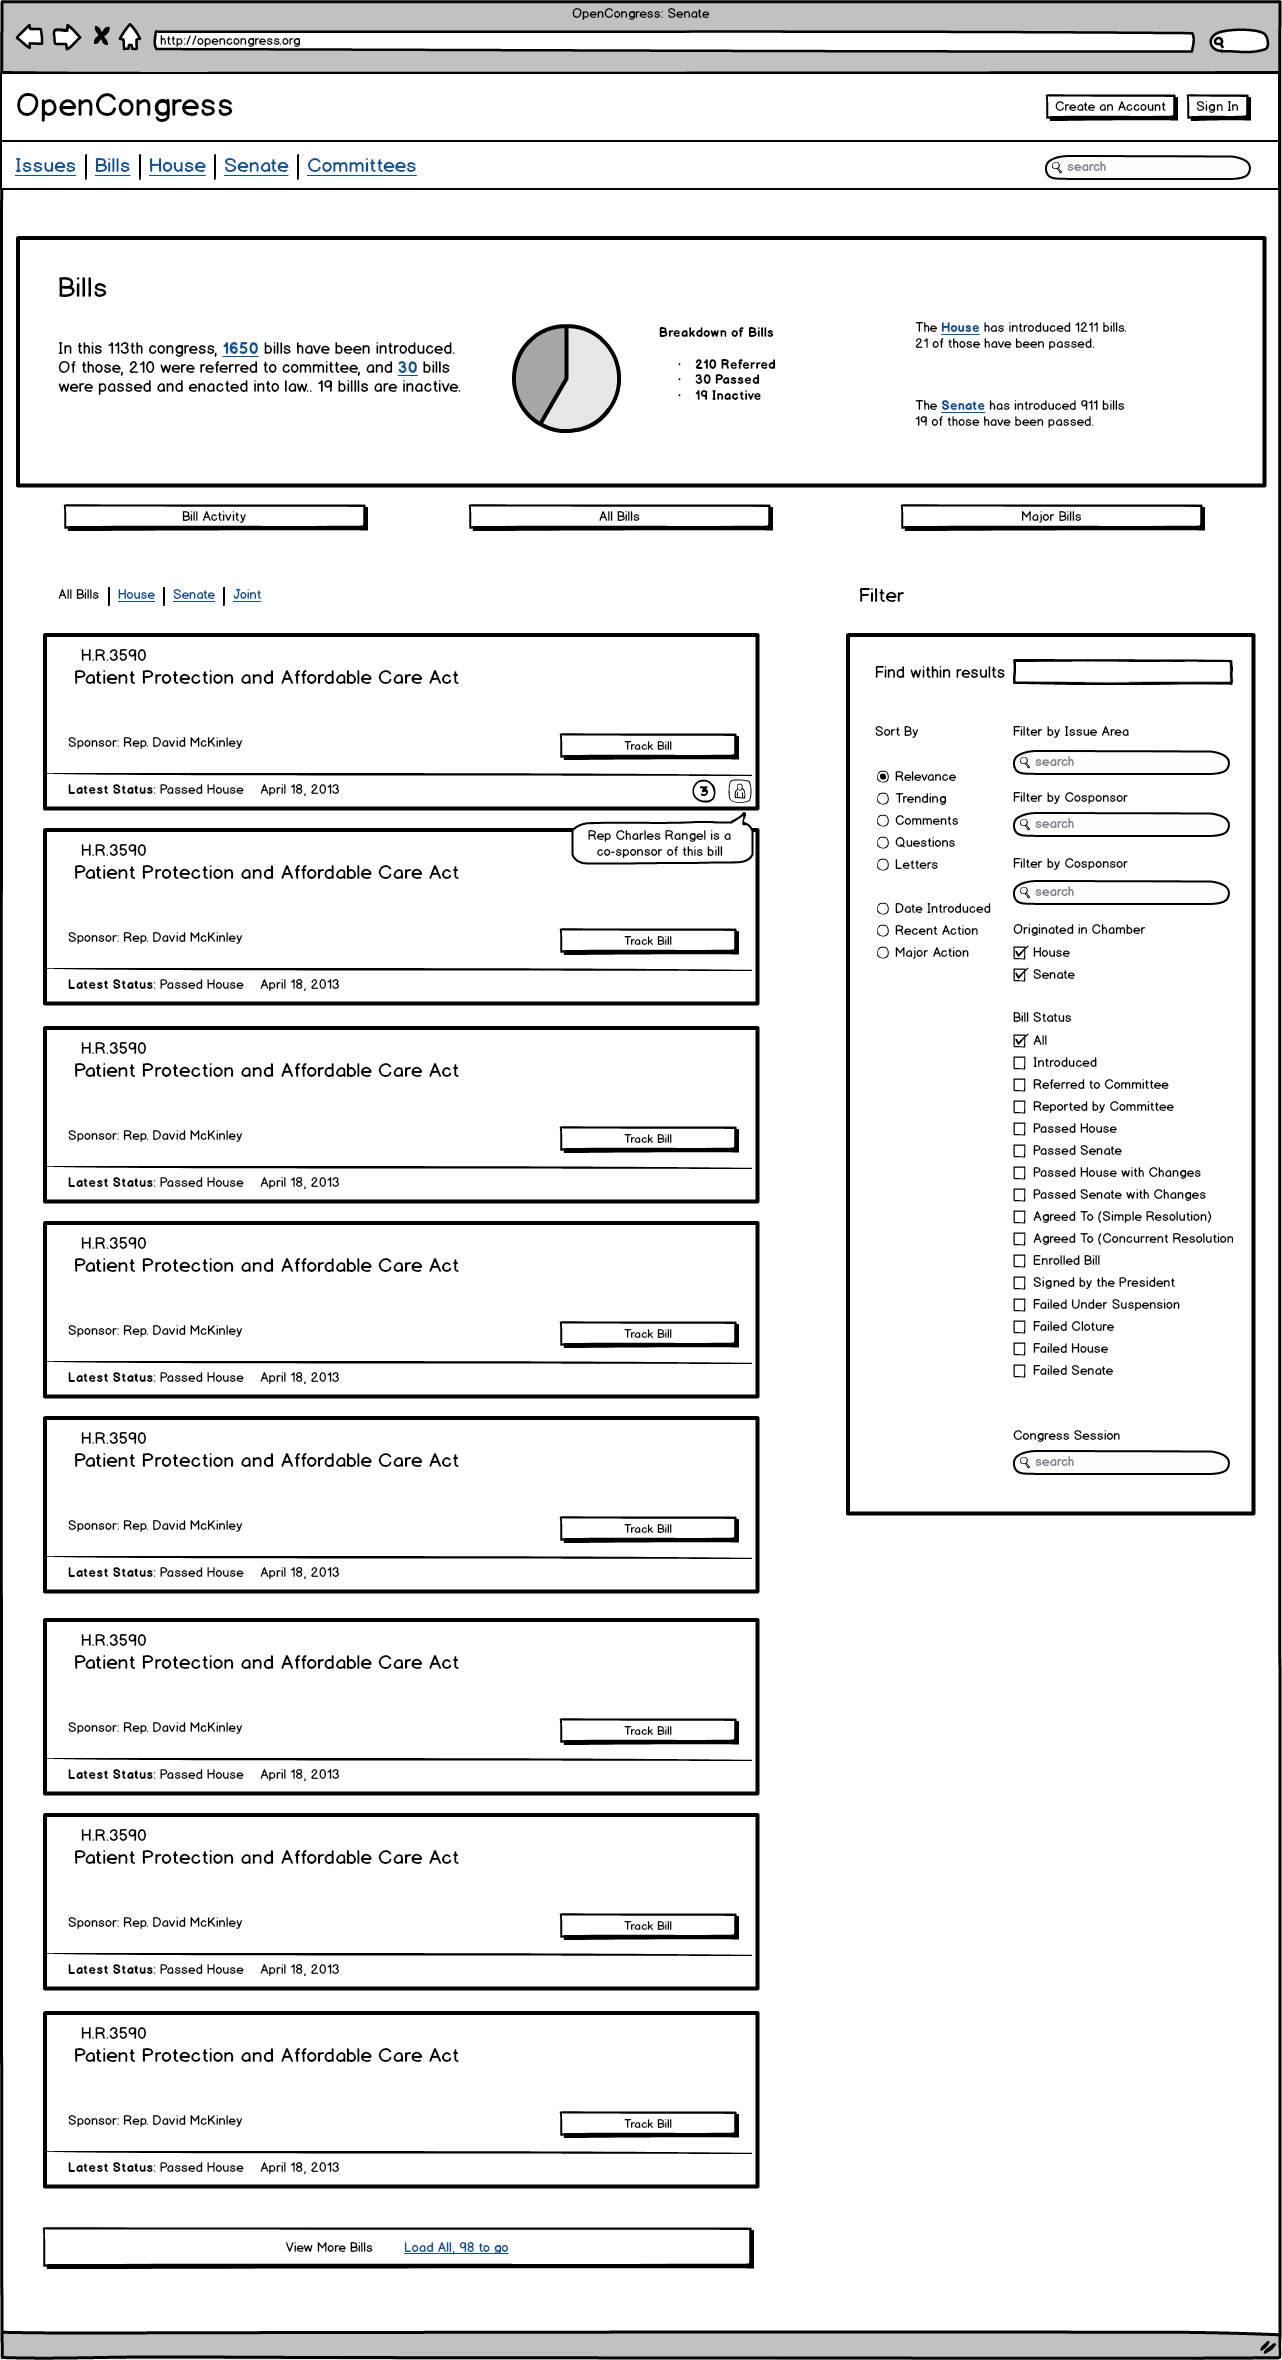 OpenCongress: Senate
http://opencongress.org
OpenCongress
Create an Account
Sign In
Issues
Bills
House
Senate
Committees
search
Bills
In this 113th congress, 1650 bills have been introduced.
Of those, 210 were referred to committee, and 30 bills
were passed and enacted into law.. 19 billls are inactive.
Breakdown of Bills
· 210 Referred
· 30 Passed
· 19 Inactive
The House has introduced 1211 bills.
21 of those have been passed.
The Senate has introduced 911 bills
19 of those have been passed.
Bill Activity
All Bills
Major Bills
All Bills
House
Senate
Joint
H.R.3590
Patient Protection and Affordable Care Act
Sponsor: Rep. David McKinley
Track Bill
Latest Status: Passed House April 18, 2013
3
Rep Charles Rangel is a
co-sponsor of this bill
H.R.3590
Patient Protection and Affordable Care Act
Sponsor: Rep. David McKinley
Track Bill
Latest Status: Passed House April 18, 2013
H.R.3590
Patient Protection and Affordable Care Act
Sponsor: Rep. David McKinley
Track Bill
Latest Status: Passed House April 18, 2013
H.R.3590
Patient Protection and Affordable Care Act
Sponsor: Rep. David McKinley
Track Bill
Latest Status: Passed House April 18, 2013
H.R.3590
Patient Protection and Affordable Care Act
Sponsor: Rep. David McKinley
Track Bill
Latest Status: Passed House April 18, 2013
H.R.3590
Patient Protection and Affordable Care Act
Sponsor: Rep. David McKinley
Track Bill
Latest Status: Passed House April 18, 2013
H.R.3590
Patient Protection and Affordable Care Act
Sponsor: Rep. David McKinley
Track Bill
Latest Status: Passed House April 18, 2013
H.R.3590
Patient Protection and Affordable Care Act
Sponsor: Rep. David McKinley
Track Bill
Latest Status: Passed House April 18, 2013
View More Bills
Load All, 98 to go
Filter
Find within results
Sort By
Relevance
Trending
Comments
Questions
Letters
Date Introduced
Recent Action
Major Action
Filter by Issue Area
search
Filter by Cosponsor
search
Filter by Cosponsor
search
Originated in Chamber
House
Senate
Bill Status
All
Introduced
Referred to Committee
Reported by Committee
Passed House
Passed Senate
Passed House with Changes
Passed Senate with Changes
Agreed To (Simple Resolution)
Agreed To (Concurrent Resolution
Enrolled Bill
Signed by the President
Failed Under Suspension
Failed Cloture
Failed House
Failed Senate
Congress Session
search